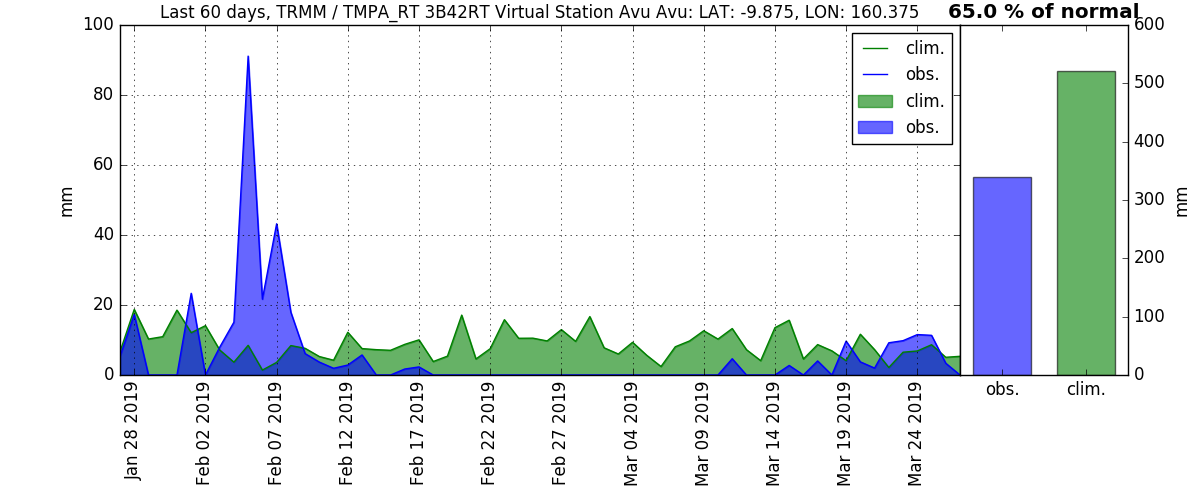 Last 60 days, TRMM / TMPA_RT 3B42RT Virtual Station Avu Avu: LAT: -9.875, LON: 160.375
65.0 % of normal
100
80
60
40
20
0
mm
clim.
obs.
clim.
obs.
Jan 28 2019
Feb 02 2019
Feb 07 2019
Feb 12 2019
Feb 17 2019
Feb 22 2019
Feb 27 2019
Mar 04 2019
Mar 09 2019
Mar 14 2019
Mar 19 2019
Mar 24 2019
600
500
400
300
200
100
0
mm
obs.
clim.